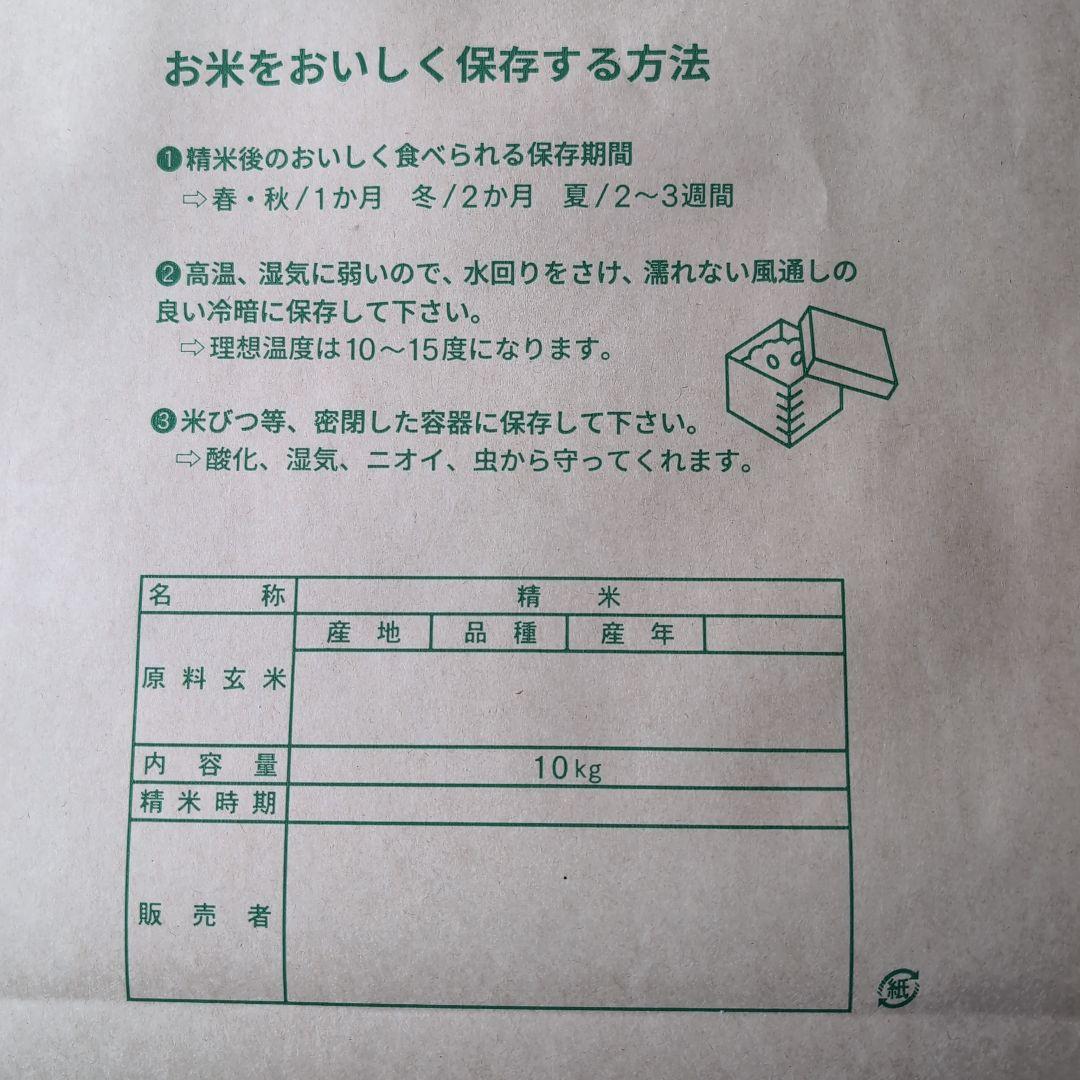 お米をおいしく保存する方法
❶精米後のおいしく食べられる保存期間
⇨春・秋/1か月 冬/2か月 夏/2〜3週間
❷高温、湿気に弱いので、水回りをさけ、濡れない風通しの
良い冷暗に保存して下さい。
⇨理想温度は10〜15度になります。
❸米びつ等、密閉した容器に保存して下さい。
⇨酸化、湿気、ニオイ、虫から守ってくれます。
名称 精米
原料玄米 産地 品種 産年
内容量 10kg
精米時期
販売者
紙